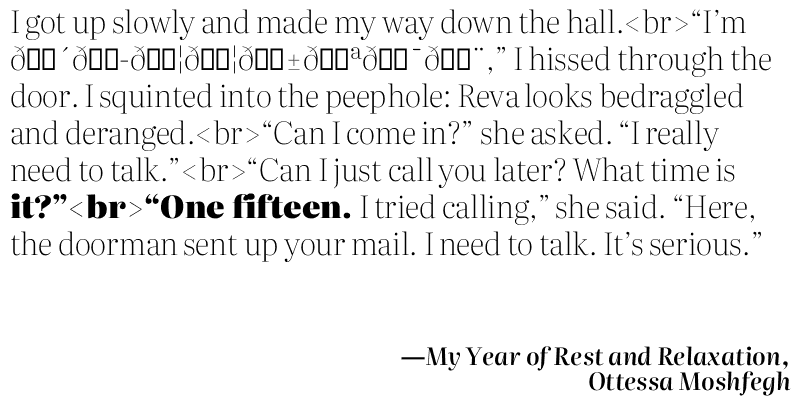 I got up slowly and made my way down the hall.<br>“I’m
,” I hissed through the
door. I squinted into the peephole: Reva looks bedraggled
and deranged.<br>“Can I come in?” she asked. “I really
need to talk.”<br>“Can I just call you later? What time is
it?”<br>“One fifteen. I tried calling,” she said. “Here,
the doorman sent up your mail. I need to talk. It’s serious.”
—My Year of Rest and Relaxation,
Ottessa Moshfegh